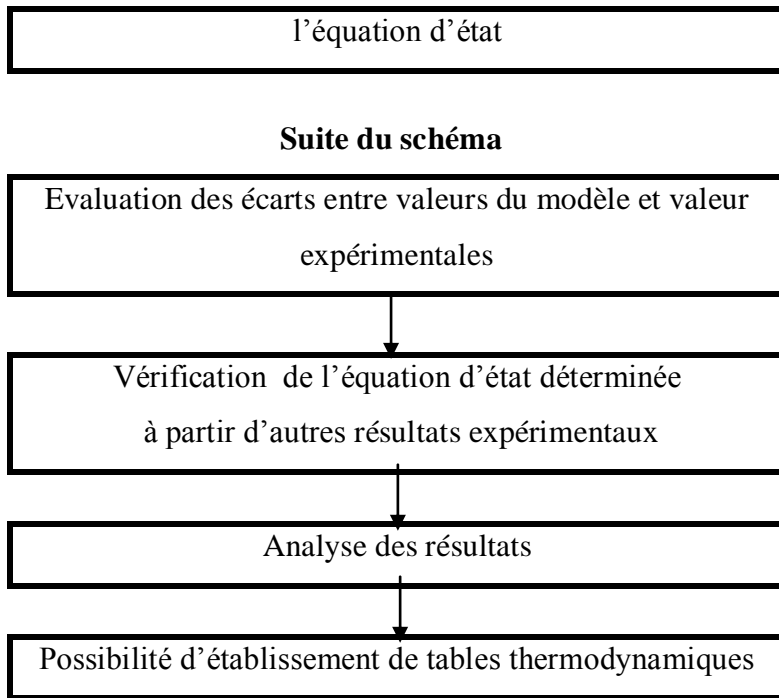 l’équation d’état
Suite du schéma
Evaluation des écarts entre valeurs du modèle et valeur
expérimentales
Vérification de l’équation d’état déterminée
à partir d’autres résultats expérimentaux
Analyse des résultats
Possibilité d’établissement de tables thermodynamiques